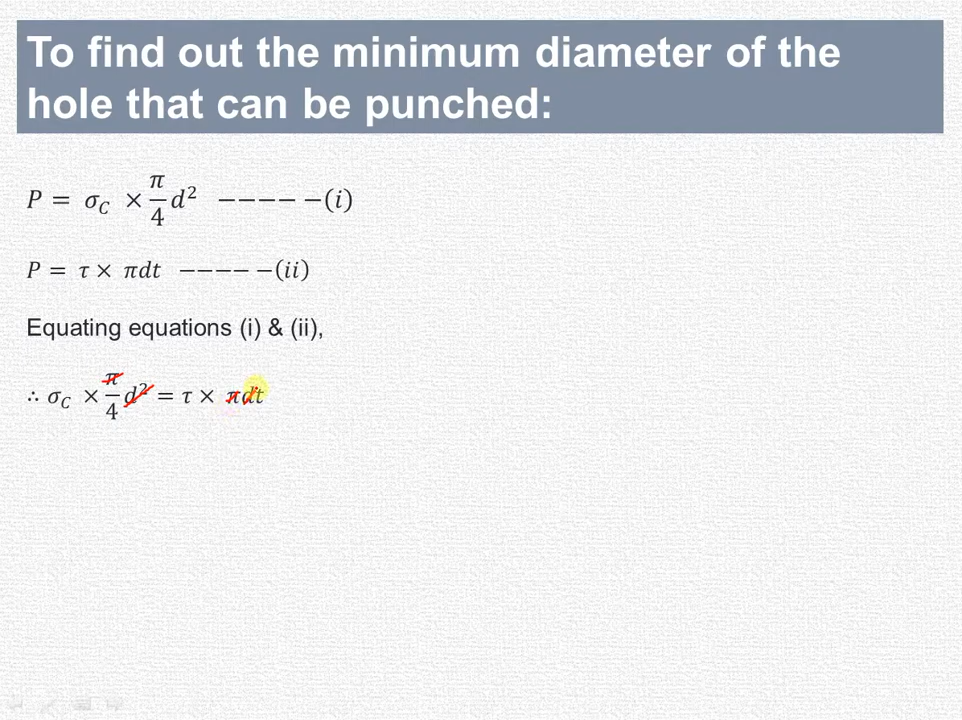 To find out the minimum diameter of the
hole that can be punched:
P = σ_C × π/4 d² −−−−−(i)
P = τ × πdt −−−−−(ii)
Equating equations (i) & (ii),
∴ σ_C × π/4 d² = τ × πdt